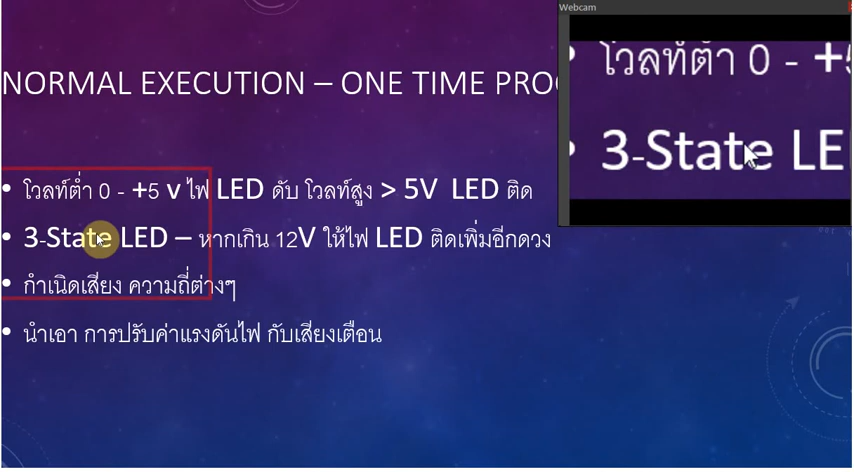 Webcam
โวลท์ต่ำ 0 - +5
3-State LE
NORMAL EXECUTION – ONE TIME PROG
• โวลท์ต่ำ 0 - +5 v ไฟ LED ดับ โวลท์สูง > 5V LED ติด
• 3-State LED – หากเกิน 12V ให้ไฟ LED ติดเพิ่มอีกดวง
• กำเนิดเสียง ความถี่ต่างๆ
• นำเอา การปรับค่าแรงดันไฟ กับเสียงเตือน